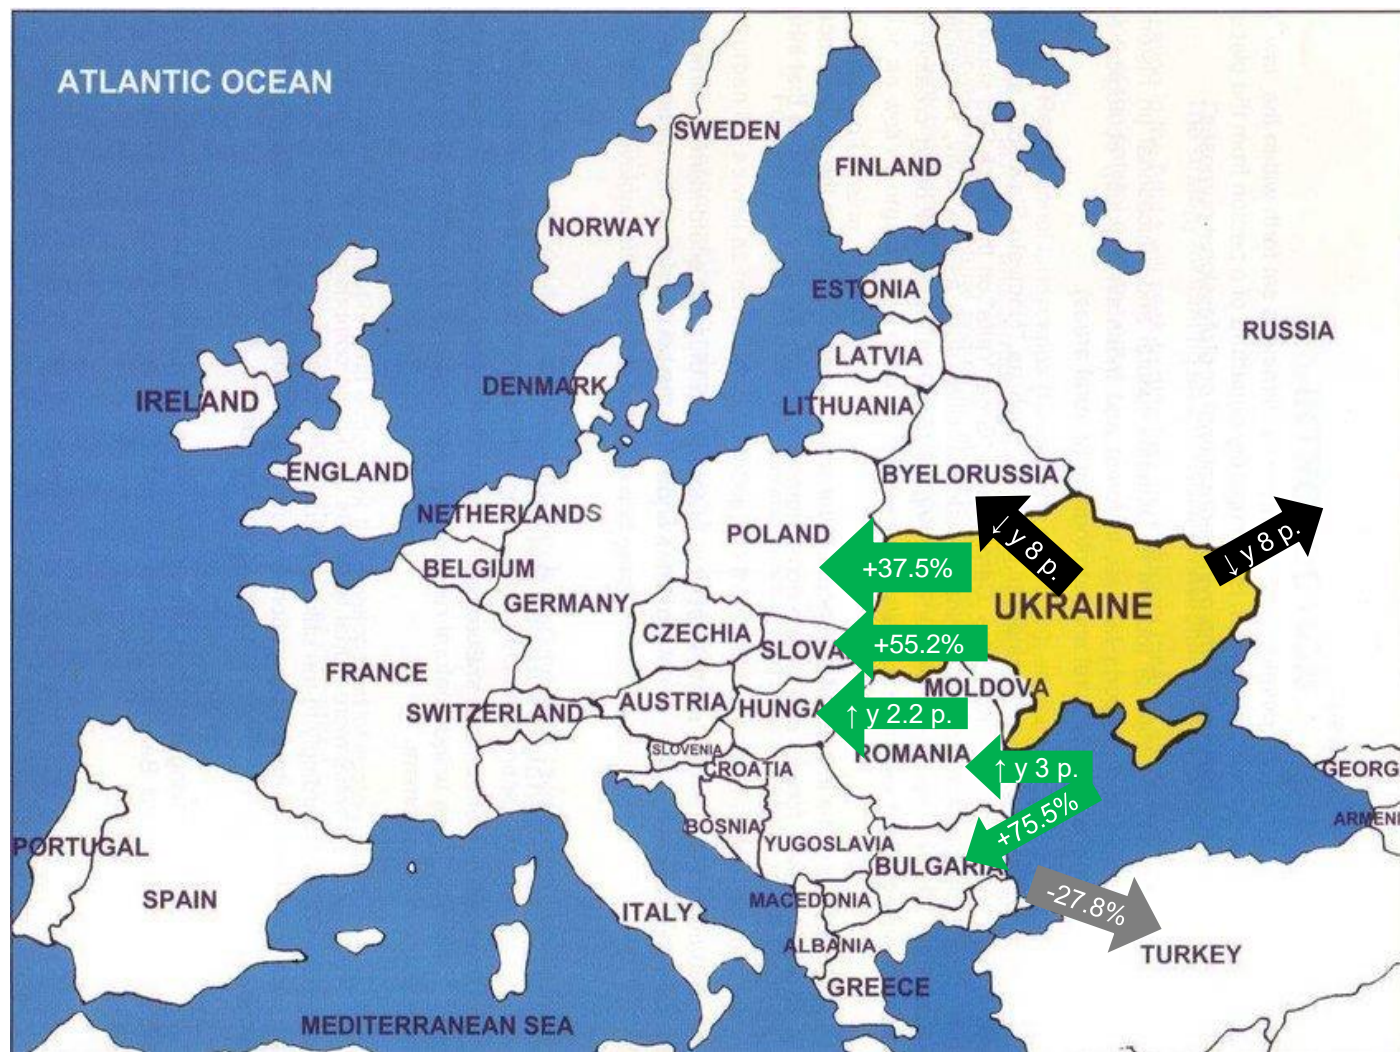 ATLANTIC OCEAN
SWEDEN
FINLAND
NORWAY
ESTONIA
RUSSIA
LATVIA
DENMARK
IRELAND
LITHUANIA
ENGLAND
BYELORUSSIA
NETHERLANDS
POLAND
↓ у 8 р.
↓ у 8 р.
BELGIUM
+37.5%
GERMANY
UKRAINE
CZECHIA
SLOVA
+55.2%
FRANCE
MOLDOVA
AUSTRIA
HUNGA
↑ у 2.2 р.
SWITZERLAND
SLOVENIA
ROMANIA
CROATIA
↑ у 3 р.
GEORG
+75.5%
ARMENI
BOSNIA
YUGOSLAVIA
PORTUGAL
BULGARIA
SPAIN
MACEDONIA
-27.8%
ITALY
ALBANIA
TURKEY
GREECE
MEDITERRANEAN SEA